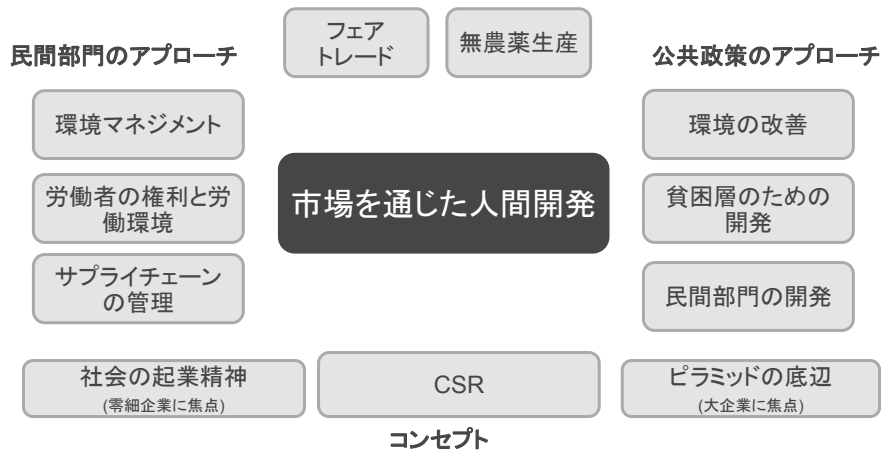 フェア
トレード
無農薬生産
民間部門のアプローチ
公共政策のアプローチ
環境マネジメント
環境の改善
市場を通じた人間開発
労働者の権利と労
働環境
貧困層のための
開発
サプライチェーン
の管理
民間部門の開発
社会の起業精神
(零細企業に焦点)
CSR
ピラミッドの底辺
(大企業に焦点)
コンセプト